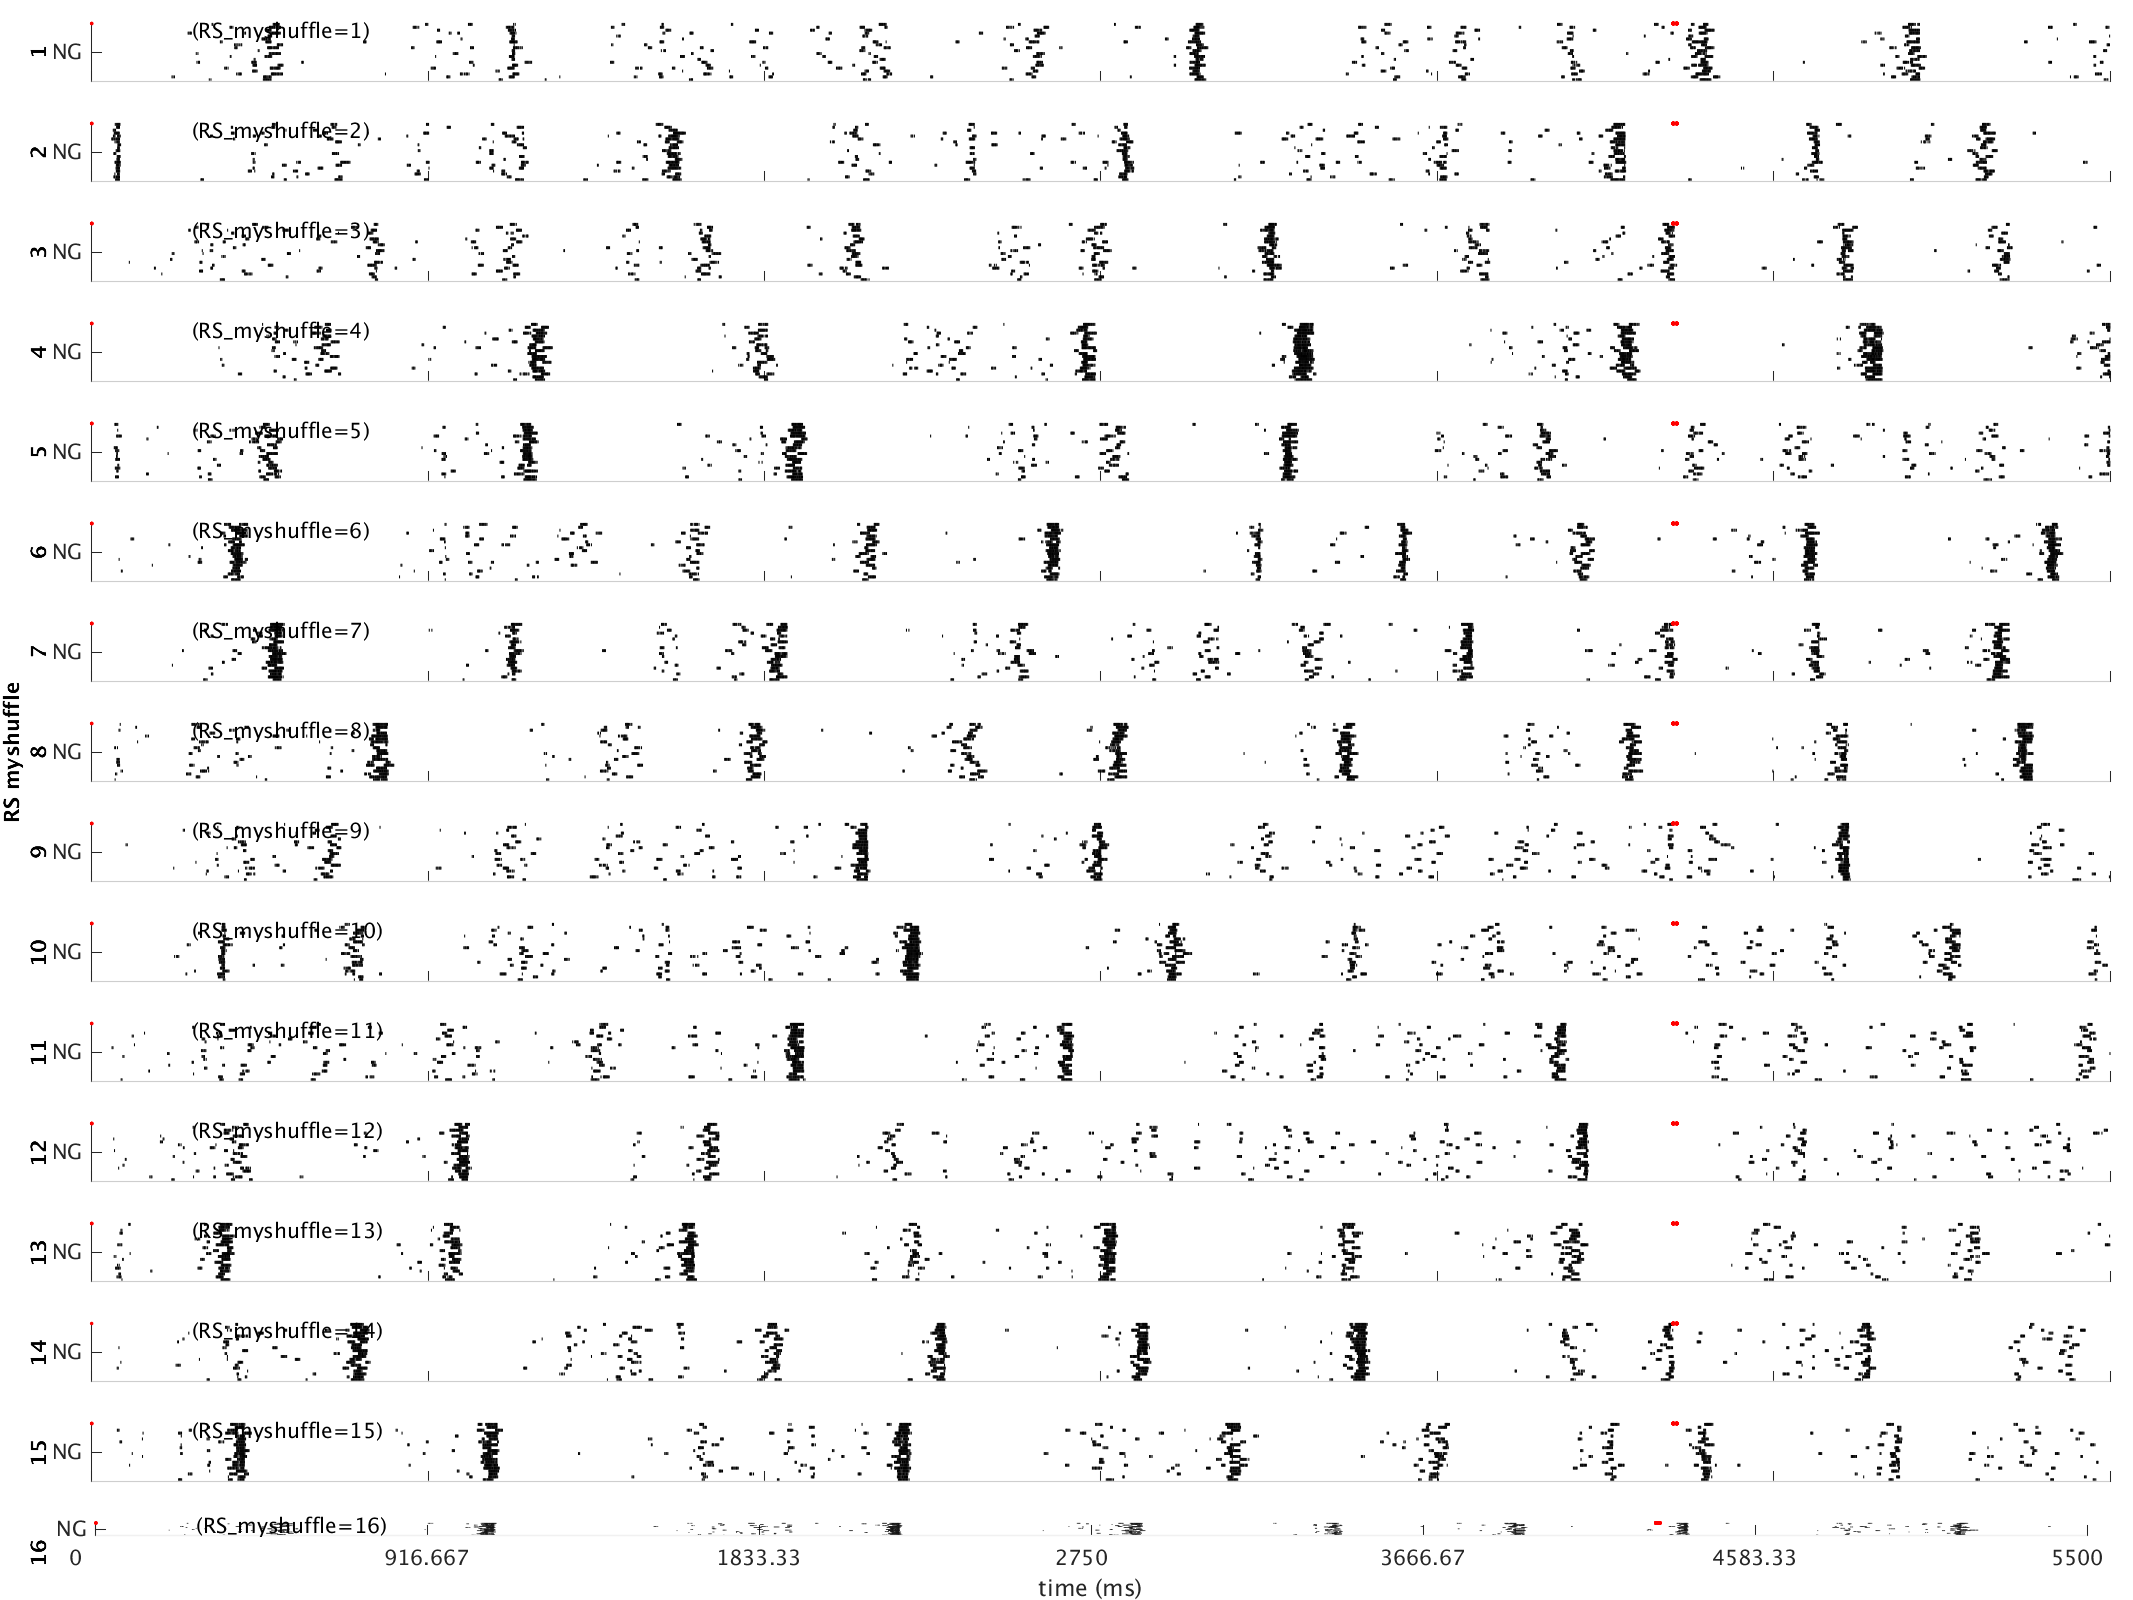 (RS_myshuffle=1)
1 NG
(RS_myshuffle=2)
2 NG
(RS_myshuffle=3)
3 NG
(RS_myshuffle=4)
4 NG
(RS_myshuffle=5)
5 NG
(RS_myshuffle=6)
6 NG
(RS_myshuffle=7)
7 NG
RS myshuffle
(RS_myshuffle=8)
8 NG
(RS_myshuffle=9)
9 NG
(RS_myshuffle=10)
10 NG
(RS_myshuffle=11)
11 NG
(RS_myshuffle=12)
12 NG
(RS_myshuffle=13)
13 NG
(RS_myshuffle=14)
14 NG
(RS_myshuffle=15)
15 NG
(RS_myshuffle=16)
16 NG
0 916.667 1833.33 2750 3666.67 4583.33 5500
time (ms)